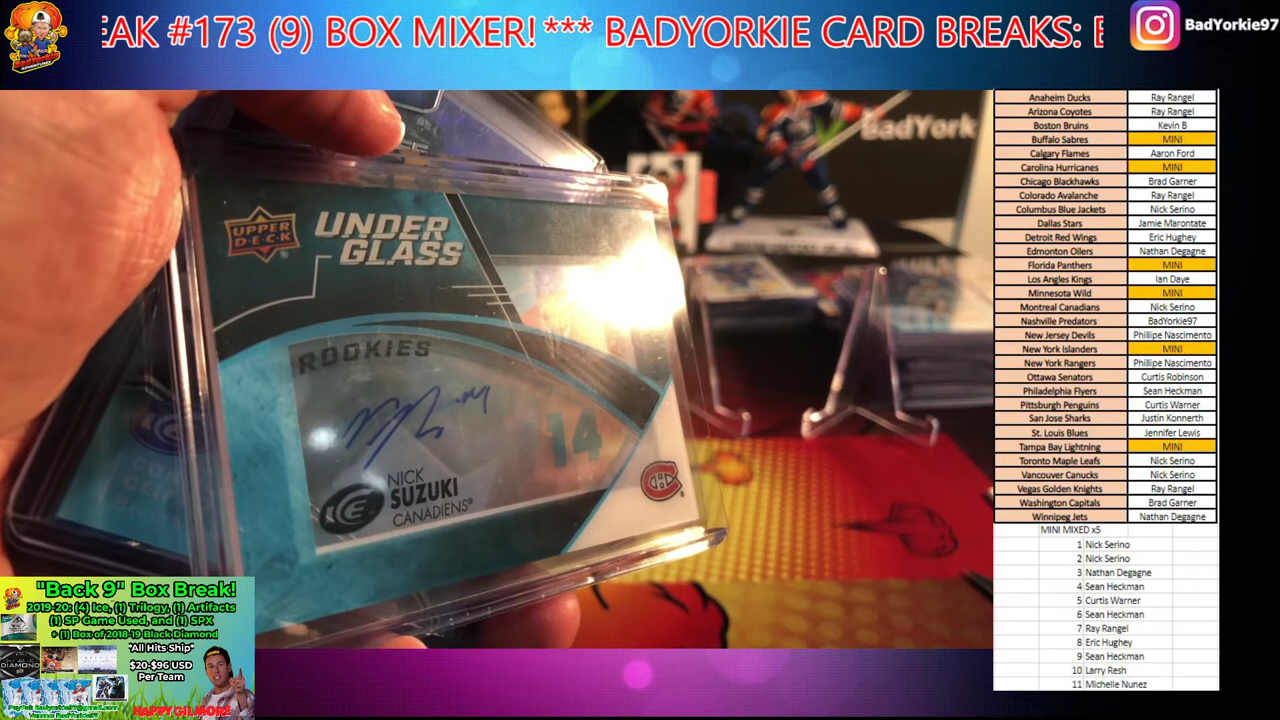 EAK #173 (9) BOX MIXER! *** BADYORKIE CARD BREAKS: B
BadYorkie97
BadYork
UPPER DECK
UNDER GLASS
ROOKIES
14
NICK
SUZUKI
CANADIENS
Anaheim Ducks Ray Rangel
Arizona Coyotes Ray Rangel
Boston Bruins Kevin B
Buffalo Sabres MINI
Calgary Flames Aaron Ford
Carolina Hurricanes MINI
Chicago Blackhawks Brad Garner
Colorado Avalanche Ray Rangel
Columbus Blue Jackets Nick Serino
Dallas Stars Jamie Marontate
Detroit Red Wings Eric Hughey
Edmonton Oilers Nathan Degagne
Florida Panthers MINI
Los Angeles Kings Ian Daye
Minnesota Wild MINI
Montreal Canadians Nick Serino
Nashville Predators BadYorkie97
New Jersey Devils Phillipe Nascimento
New York Islanders MINI
New York Rangers Phillipe Nascimento
Ottawa Senators Curtis Robinson
Philadelphia Flyers Sean Heckman
Pittsburgh Penguins Curtis Warner
San Jose Sharks Justin Konnerth
St. Louis Blues Jennifer Lewis
Tampa Bay Lightning MINI
Toronto Maple Leafs Nick Serino
Vancouver Canucks Nick Serino
Vegas Golden Knights Ray Rangel
Washington Capitals Brad Garner
Winnipeg Jets Nathan Degagne
MINI MIXED x5
1 Nick Serino
2 Nick Serino
3 Nathan Degagne
4 Sean Heckman
5 Curtis Warner
6 Sean Heckman
7 Ray Rangel
8 Eric Hughey
9 Sean Heckman
10 Larry Resh
11 Michelle Nunez
"Back 9" Box Break!
2019-20: (4) Ice, (1) Trilogy, (1) Artifacts
(1) SP Game Used, and (1) SPX
+ (1) Box of 2018-19 Black Diamond
*All Hits Ship*
$20-$96 USD
Per Team
DIAMOND
HAPPY GILMORE